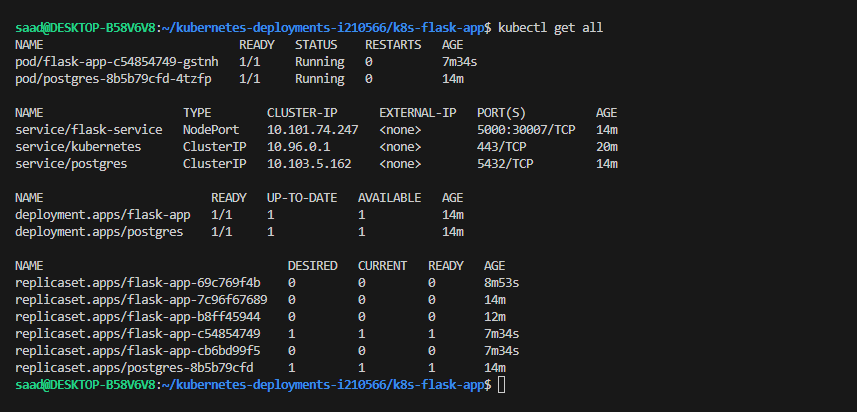 saad@DESKTOP-B58V6V8:~/kubernetes-deployments-i210566/k8s-flask-app$ kubectl get all
NAME READY STATUS RESTARTS AGE
pod/flask-app-c54854749-gstnh 1/1 Running 0 7m34s
pod/postgres-8b5b79cfd-4tzfp 1/1 Running 0 14m
NAME TYPE CLUSTER-IP EXTERNAL-IP PORT(S) AGE
service/flask-service NodePort 10.101.74.247 <none> 5000:30007/TCP 14m
service/kubernetes ClusterIP 10.96.0.1 <none> 443/TCP 20m
service/postgres ClusterIP 10.103.5.162 <none> 5432/TCP 14m
NAME READY UP-TO-DATE AVAILABLE AGE
deployment.apps/flask-app 1/1 1 1 14m
deployment.apps/postgres 1/1 1 1 14m
NAME DESIRED CURRENT READY AGE
replicaset.apps/flask-app-69c769f4b 0 0 0 8m53s
replicaset.apps/flask-app-7c96f67689 0 0 0 14m
replicaset.apps/flask-app-b8ff45944 0 0 0 12m
replicaset.apps/flask-app-c54854749 1 1 1 7m34s
replicaset.apps/flask-app-cb6bd99f5 0 0 0 7m34s
replicaset.apps/postgres-8b5b79cfd 1 1 1 14m
saad@DESKTOP-B58V6V8:~/kubernetes-deployments-i210566/k8s-flask-app$